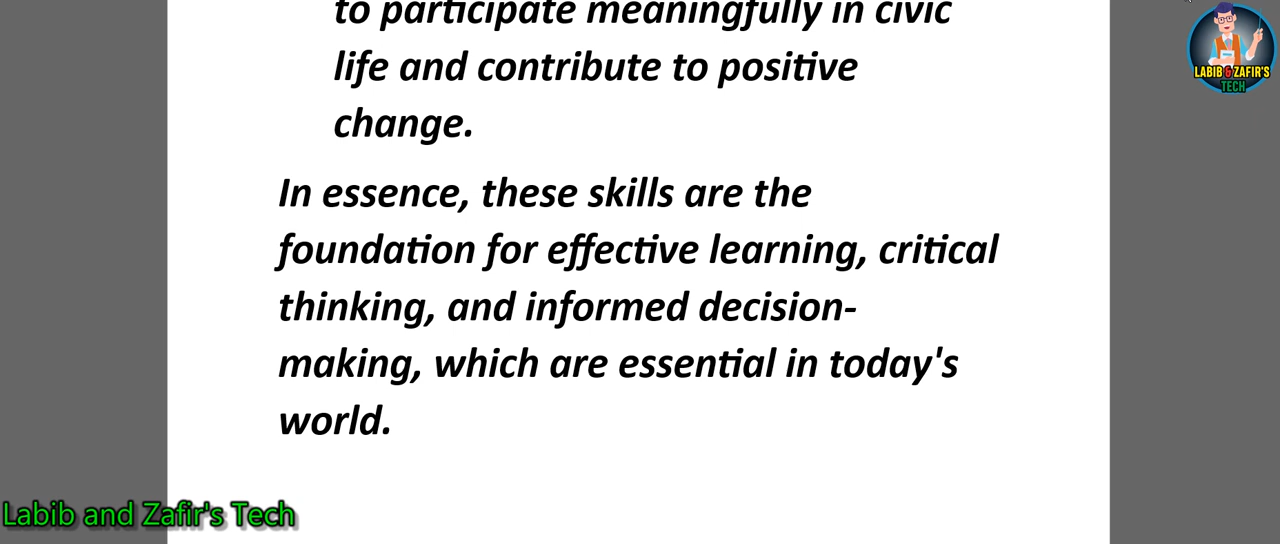 to participate meaningfully in civic
life and contribute to positive
change.
In essence, these skills are the
foundation for effective learning, critical
thinking, and informed decision-
making, which are essential in today's
world.
LABIB & ZAFIR'S
TECH
Labib and Zafir's Tech